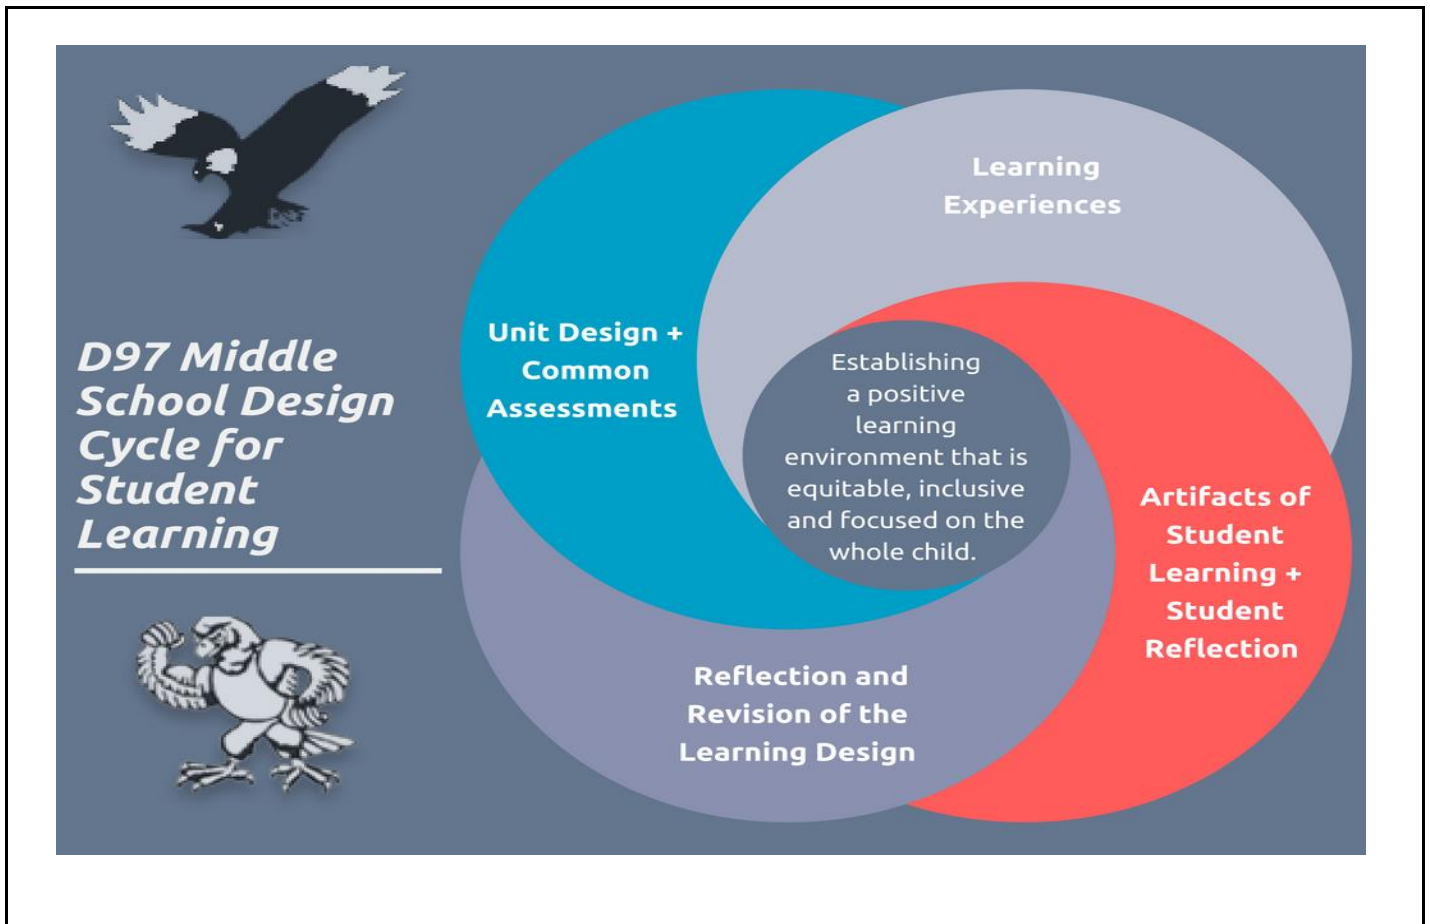 D97 Middle
School Design
Cycle for
Student
Learning
Unit Design +
Common
Assessments
Learning
Experiences
Establishing
a positive
learning
environment that is
equitable, inclusive
and focused on the
whole child.
Artifacts of
Student
Learning +
Student
Reflection
Reflection and
Revision of the
Learning Design